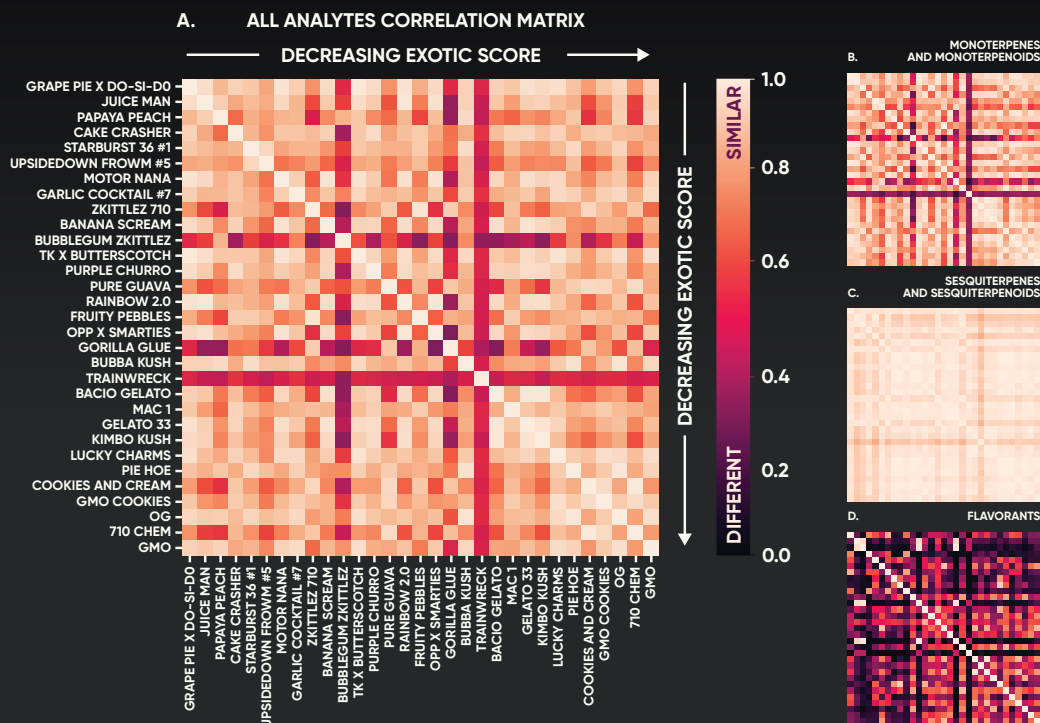 A. ALL ANALYTES CORRELATION MATRIX
DECREASING EXOTIC SCORE
GRAPE PIE X DO-SI-D0
JUICE MAN
PAPAYA PEACH
CAKE CRASHER
STARBURST 36 #1
UPSIDEDOWN FROWM #5
MOTOR NANA
GARLIC COCKTAIL #7
ZKITTLEZ 710
BANANA SCREAM
BUBBLEGUM ZKITTLEZ
TK X BUTTERSCOTCH
PURPLE CHURRO
PURE GUAVA
RAINBOW 2.0
FRUITY PEBBLES
OPP X SMARTIES
GORILLA GLUE
BUBBA KUSH
TRAINWRECK
BACIO GELATO
MAC 1
GELATO 33
KIMBO KUSH
LUCKY CHARMS
PIE HOE
COOKIES AND CREAM
GMO COOKIES
OG
710 CHEM
GMO
GRAPE PIE X DO-SI-D0
JUICE MAN
PAPAYA PEACH
CAKE CRASHER
STARBURST 36 #1
UPSIDEDOWN FROWM #5
MOTOR NANA
GARLIC COCKTAIL #7
ZKITTLEZ 710
BANANA SCREAM
BUBBLEGUM ZKITTLEZ
TK X BUTTERSCOTCH
PURPLE CHURRO
PURE GUAVA
RAINBOW 2.0
FRUITY PEBBLES
OPP X SMARTIES
GORILLA GLUE
BUBBA KUSH
TRAINWRECK
BACIO GELATO
MAC 1
GELATO 33
KIMBO KUSH
LUCKY CHARMS
PIE HOE
COOKIES AND CREAM
GMO COOKIES
OG
710 CHEM
GMO
DECREASING EXOTIC SCORE
SIMILAR
DIFFERENT
1.0
0.8
0.6
0.4
0.2
0.0
MONOTERPENES
B. AND MONOTERPENOIDS
SESQUITERPENES
C. AND SESQUITERPENOIDS
D. FLAVORANTS